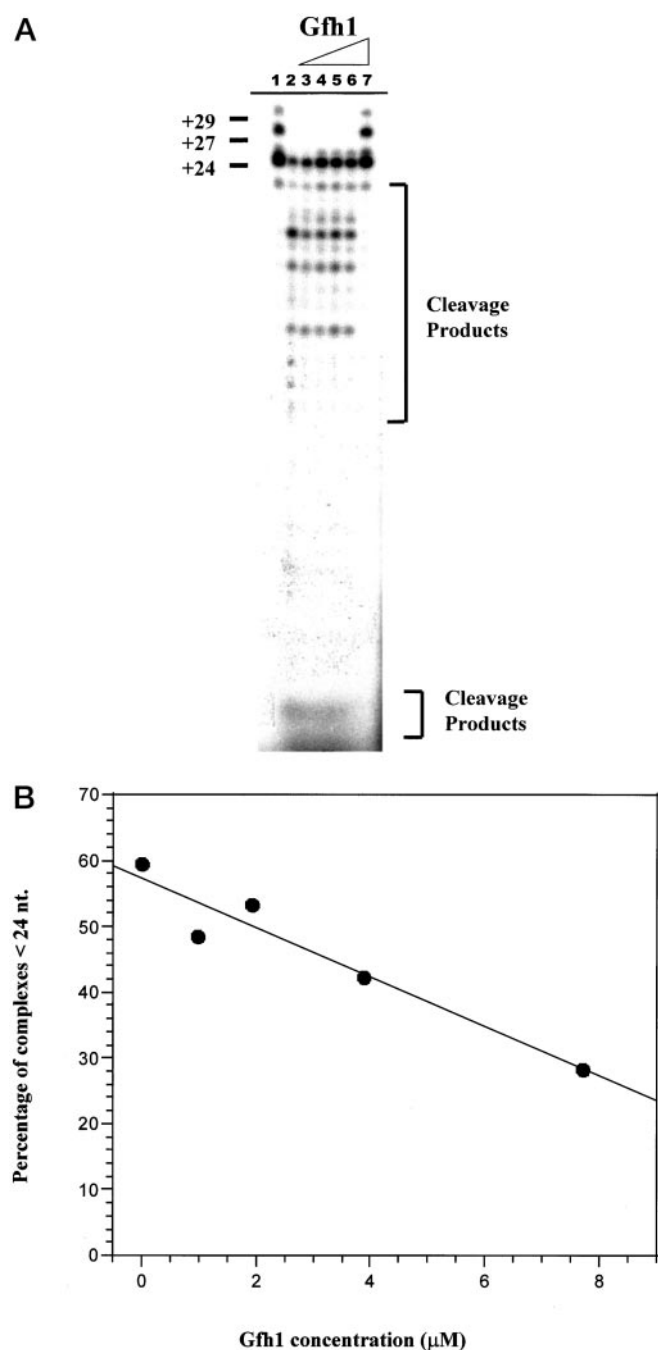 A
Gfh1
1 2 3 4 5 6 7
+29
+27
+24
Cleavage
Products
Cleavage
Products
B
70
60
50
40
30
20
10
0
Percentage of complexes < 24 nt.
0 2 4 6 8
Gfh1 concentration (μM)